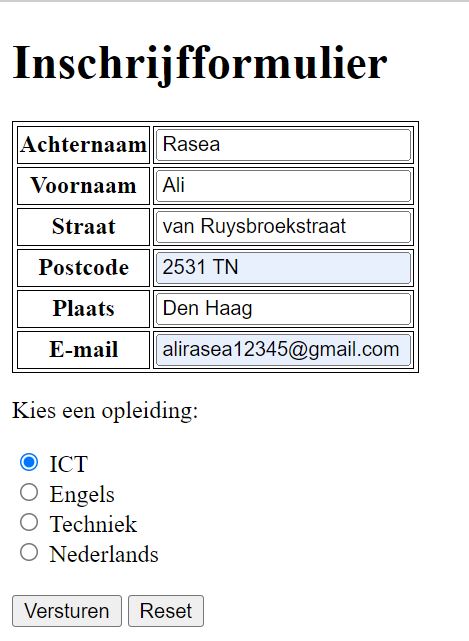 Inschrijfformulier
Achternaam Rasea
Voornaam Ali
Straat van Ruysbroekstraat
Postcode 2531 TN
Plaats Den Haag
E-mail alirasea12345@gmail.com
Kies een opleiding:
ICT
Engels
Techniek
Nederlands
Versturen Reset